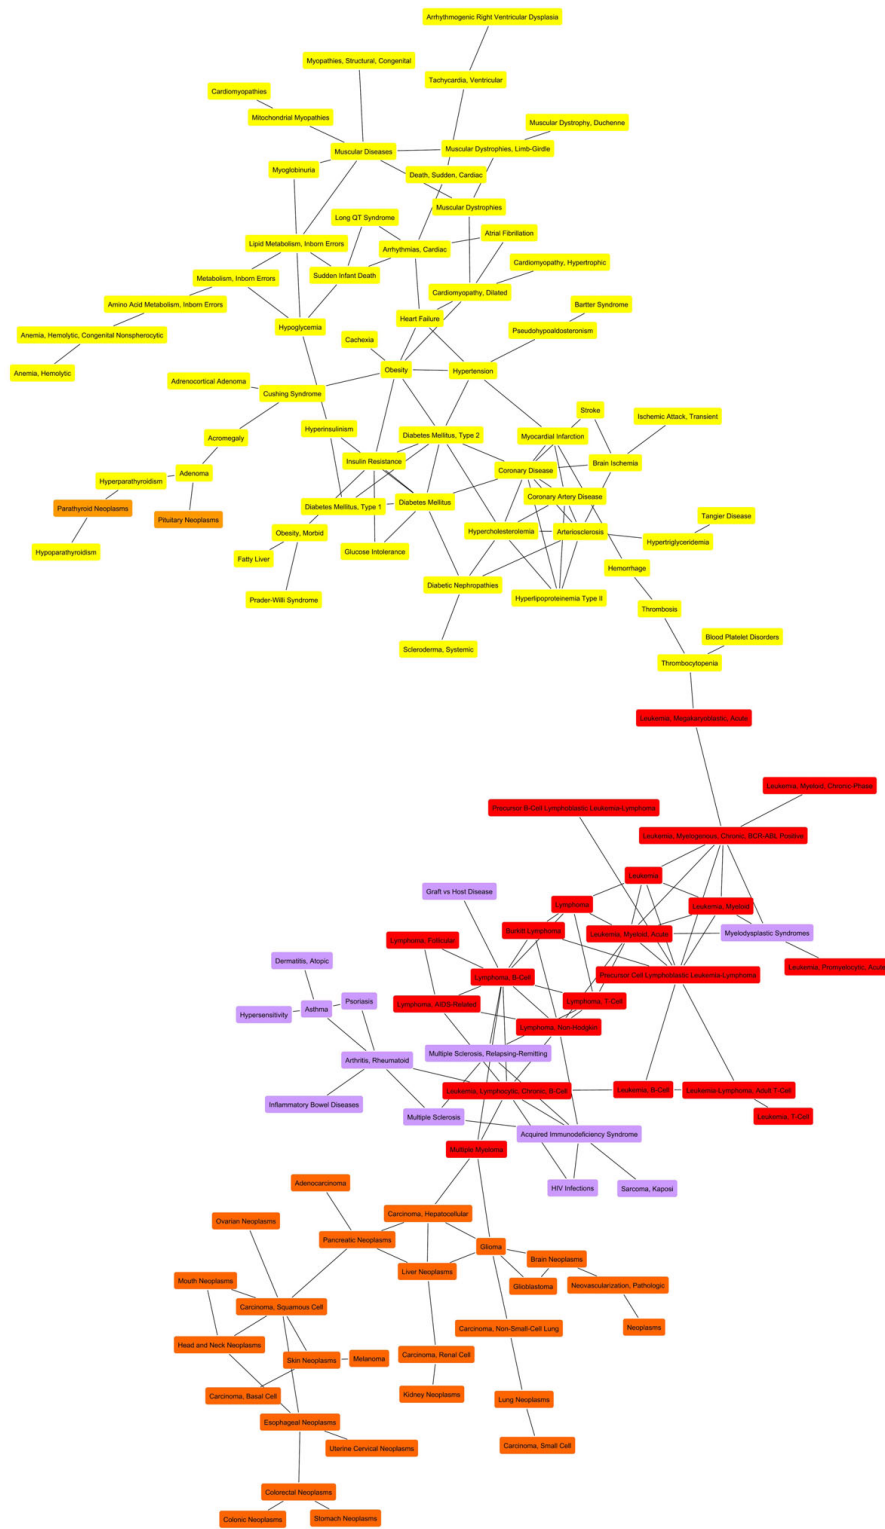 Arrhythmogenic Right Ventricular Dysplasia
Myopathies, Structural, Congenital
Tachycardia, Ventricular
Cardiomyopathies
Mitochondrial Myopathies
Muscular Dystrophy, Duchenne
Muscular Diseases
Muscular Dystrophies, Limb-Girdle
Myoglobinuria
Death, Sudden, Cardiac
Muscular Dystrophies
Long QT Syndrome
Atrial Fibrillation
Lipid Metabolism, Inborn Errors
Arrhythmias, Cardiac
Cardiomyopathy, Hypertrophic
Metabolism, Inborn Errors
Sudden Infant Death
Cardiomyopathy, Dilated
Amino Acid Metabolism, Inborn Errors
Bartter Syndrome
Heart Failure
Hypoglycemia
Pseudohypoaldosteronism
Anemia, Hemolytic, Congenital Nonspherocytic
Cachexia
Anemia, Hemolytic
Obesity
Hypertension
Adrenocortical Adenoma
Cushing Syndrome
Stroke
Ischemic Attack, Transient
Hyperinsulinism
Acromegaly
Diabetes Mellitus, Type 2
Myocardial Infarction
Insulin Resistance
Brain Ischemia
Adenoma
Coronary Disease
Hyperparathyroidism
Coronary Artery Disease
Parathyroid Neoplasms
Diabetes Mellitus, Type 1
Diabetes Mellitus
Tangier Disease
Pituitary Neoplasms
Obesity, Morbid
Hypercholesterolemia
Arteriosclerosis
Hypertriglyceridemia
Hypoparathyroidism
Glucose Intolerance
Fatty Liver
Hemorrhage
Diabetic Nephropathies
Prader-Willi Syndrome
Hyperlipoproteinemia Type II
Thrombosis
Blood Platelet Disorders
Scleroderma, Systemic
Thrombocytopenia
Leukemia, Megakaryoblastic, Acute
Leukemia, Myeloid, Chronic-Phase
Precursor B-Cell Lymphoblastic Leukemia-Lymphoma
Leukemia, Myelogenous, Chronic, BCR-ABL Positive
Leukemia
Graft vs Host Disease
Lymphoma
Leukemia, Myeloid
Burkitt Lymphoma
Leukemia, Myeloid, Acute
Myelodysplastic Syndromes
Lymphoma, Follicular
Dermatitis, Atopic
Leukemia, Promyelocytic, Acute
Lymphoma, B-Cell
Precursor Cell Lymphoblastic Leukemia-Lymphoma
Psoriasis
Lymphoma, AIDS-Related
Lymphoma, T-Cell
Asthma
Hypersensitivity
Lymphoma, Non-Hodgkin
Multiple Sclerosis, Relapsing-Remitting
Arthritis, Rheumatoid
Leukemia, Lymphocytic, Chronic, B-Cell
Leukemia, B-Cell
Leukemia-Lymphoma, Adult T-Cell
Inflammatory Bowel Diseases
Multiple Sclerosis
Leukemia, T-Cell
Acquired Immunodeficiency Syndrome
Multiple Myeloma
Adenocarcinoma
HIV Infections
Sarcoma, Kaposi
Carcinoma, Hepatocellular
Ovarian Neoplasms
Pancreatic Neoplasms
Glioma
Brain Neoplasms
Liver Neoplasms
Mouth Neoplasms
Glioblastoma
Neovascularization, Pathologic
Carcinoma, Squamous Cell
Carcinoma, Non-Small-Cell Lung
Neoplasms
Head and Neck Neoplasms
Skin Neoplasms
Melanoma
Carcinoma, Renal Cell
Carcinoma, Basal Cell
Kidney Neoplasms
Lung Neoplasms
Esophageal Neoplasms
Uterine Cervical Neoplasms
Carcinoma, Small Cell
Colorectal Neoplasms
Colonic Neoplasms
Stomach Neoplasms